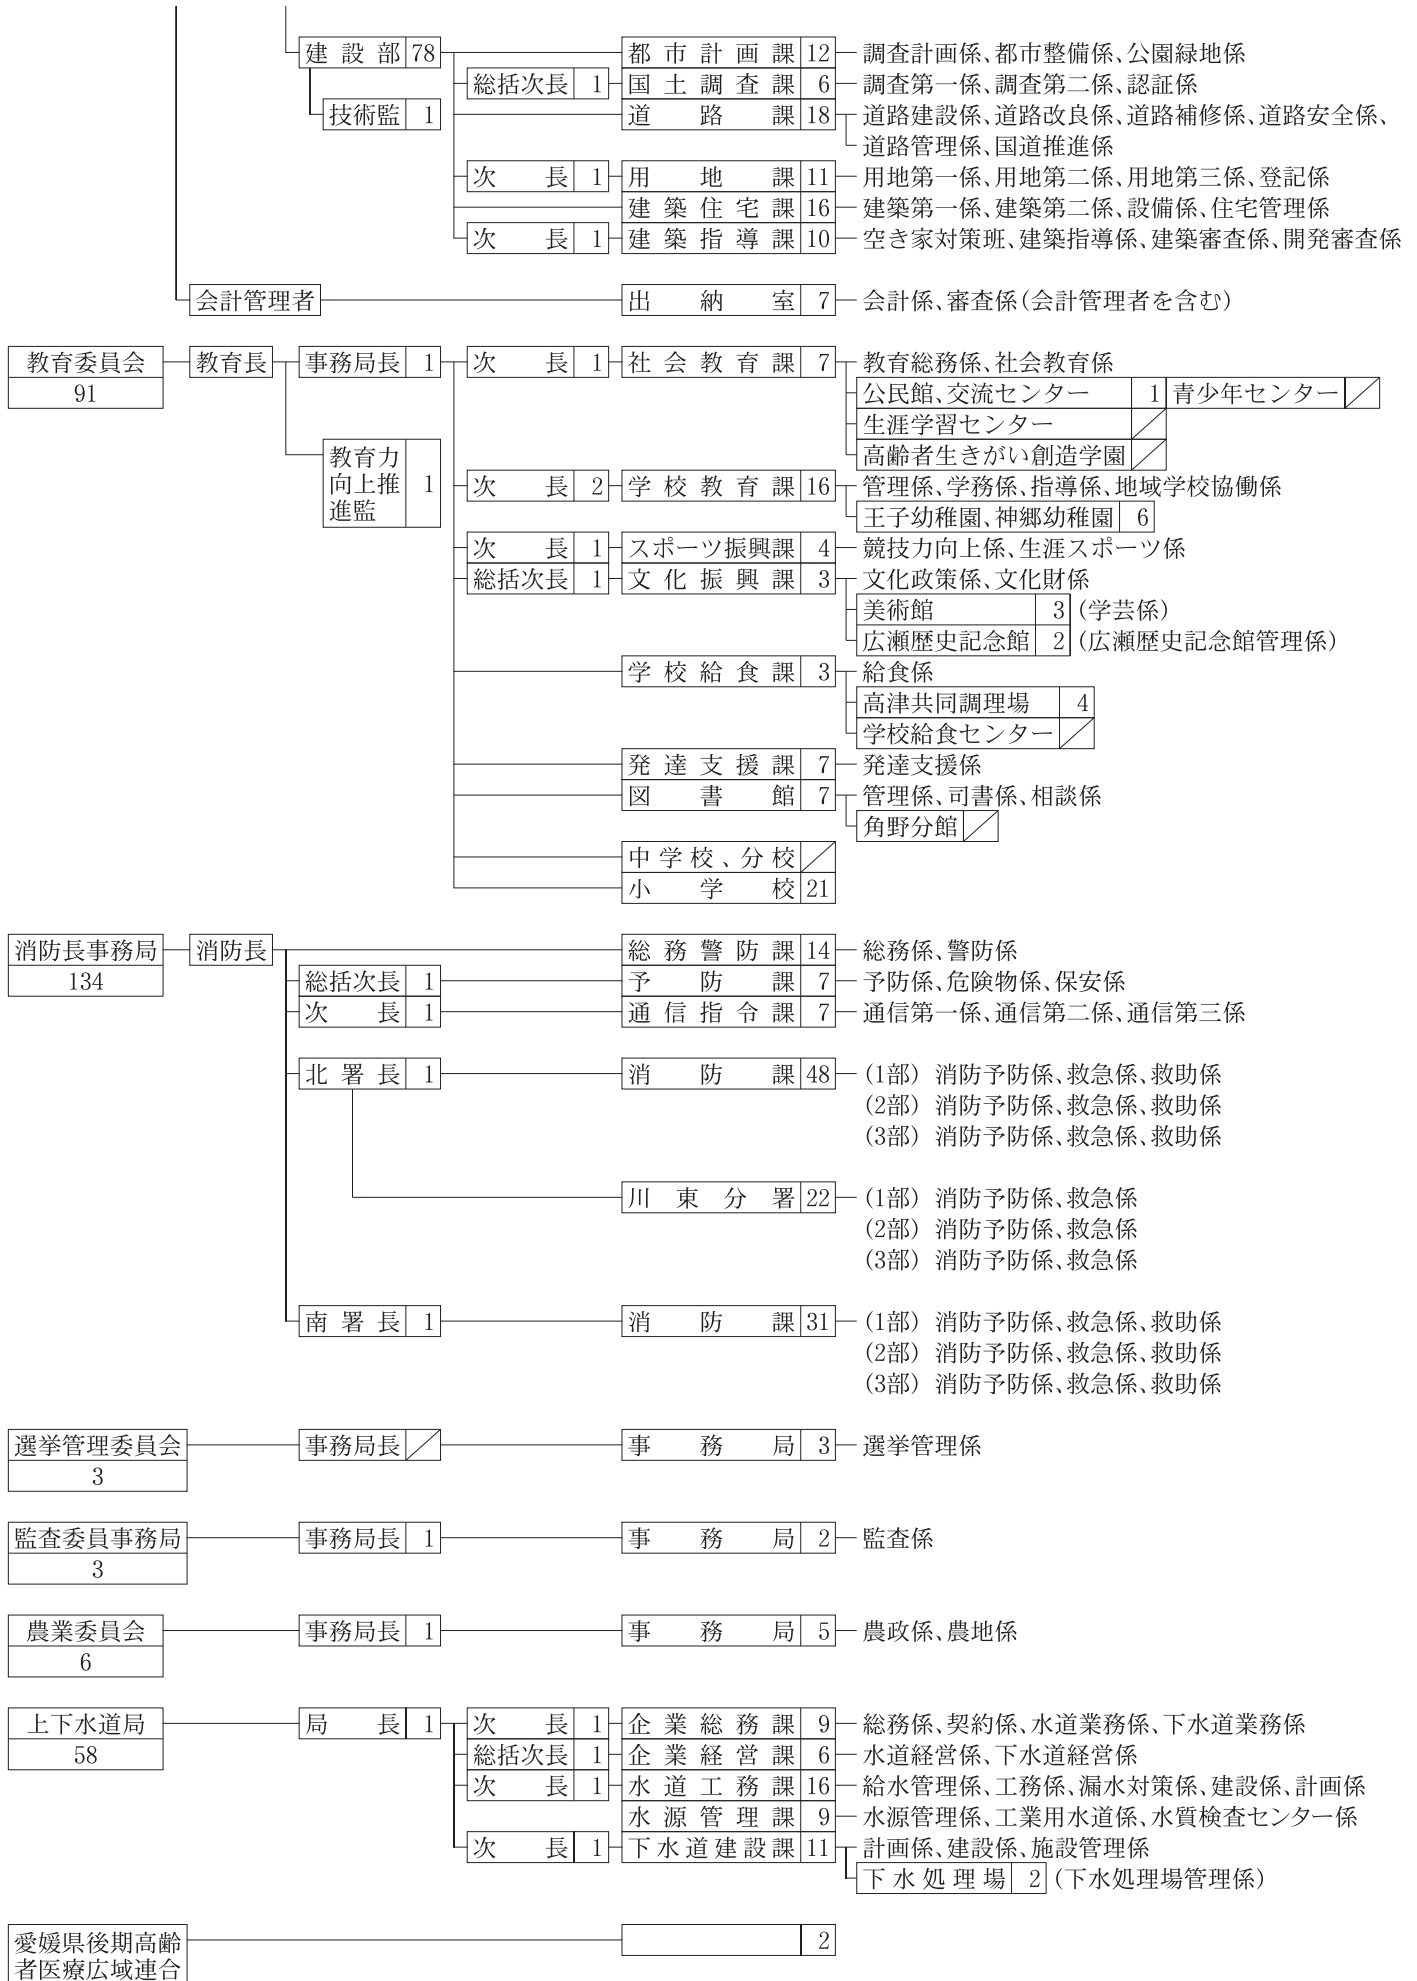 建設部 78 都市計画課 12 調査計画係、都市整備係、公園緑地係
総括次長 1 国土調査課 6 調査第一係、調査第二係、認証係
技術監 1 道路課 18 道路建設係、道路改良係、道路補修係、道路安全係、
道路管理係、国道推進係
次長 1 用地課 11 用地第一係、用地第二係、用地第三係、登記係
建築住宅課 16 建築第一係、建築第二係、設備係、住宅管理係
次長 1 建築指導課 10 空き家対策班、建築指導係、建築審査係、開発審査係
会計管理者 出納室 7 会計係、審査係(会計管理者を含む)
教育委員会 教育長 事務局長 1 次長 1 社会教育課 7 教育総務係、社会教育係
91 公民館、交流センター 1 青少年センター
生涯学習センター
高齢者生きがい創造学園
教育力
向上推 1 次長 2 学校教育課 16 管理係、学務係、指導係、地域学校協働係
進監 王子幼稚園、神郷幼稚園 6
次長 1 スポーツ振興課 4 競技力向上係、生涯スポーツ係
総括次長 1 文化振興課 3 文化政策係、文化財係
美術館 3 (学芸係)
広瀬歴史記念館 2 (広瀬歴史記念館管理係)
学校給食課 3 給食係
高津共同調理場 4
学校給食センター
発達支援課 7 発達支援係
図書館 7 管理係、司書係、相談係
角野分館
中学校、分校
小学校 21
消防長事務局 消防長 総務警防課 14 総務係、警防係
134 総括次長 1 予防課 7 予防係、危険物係、保安係
次長 1 通信指令課 7 通信第一係、通信第二係、通信第三係
北署長 1 消防課 48 (1部) 消防予防係、救急係、救助係
(2部) 消防予防係、救急係、救助係
(3部) 消防予防係、救急係、救助係
川東分署 22 (1部) 消防予防係、救急係
(2部) 消防予防係、救急係
(3部) 消防予防係、救急係
南署長 1 消防課 31 (1部) 消防予防係、救急係、救助係
(2部) 消防予防係、救急係、救助係
(3部) 消防予防係、救急係、救助係
選挙管理委員会 事務局長 事務局 3 選挙管理係
3
監査委員事務局 事務局長 1 事務局 2 監査係
3
農業委員会 事務局長 1 事務局 5 農政係、農地係
6
上下水道局 局長 1 次長 1 企業総務課 9 総務係、契約係、水道業務係、下水道業務係
58 総括次長 1 企業経営課 6 水道経営係、下水道経営係
次長 1 水道工務課 16 給水管理係、工務係、漏水対策係、建設係、計画係
水源管理課 9 水源管理係、工業用水道係、水質検査センター係
次長 1 下水道建設課 11 計画係、建設係、施設管理係
下水処理場 2 (下水処理場管理係)
愛媛県後期高齢 2
者医療広域連合